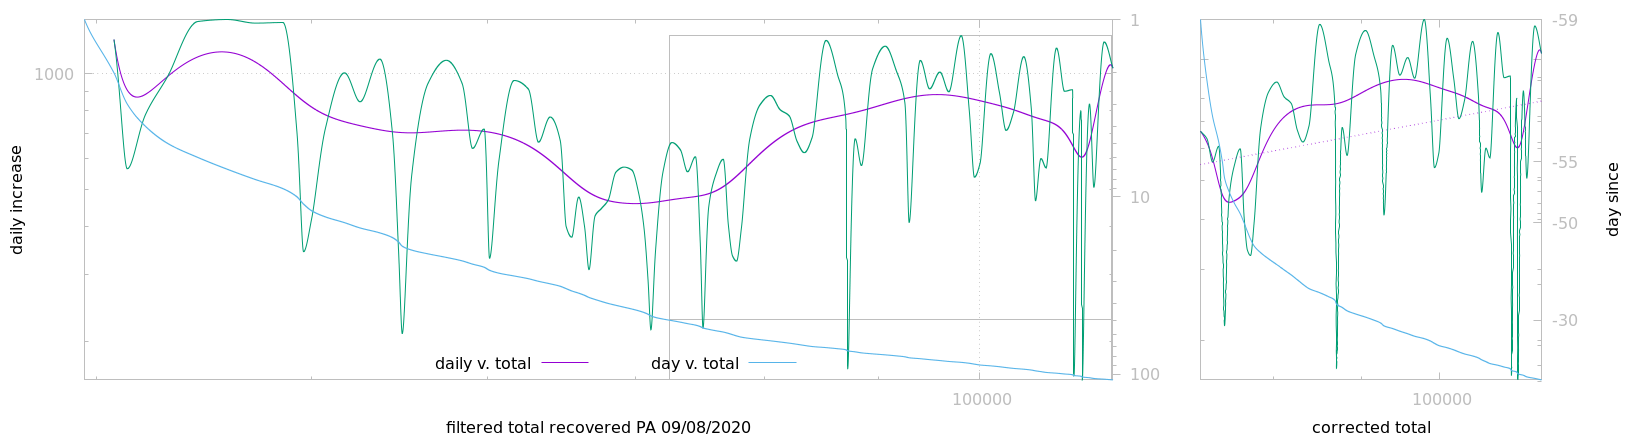 daily increase
1000
daily v. total
day v. total
100000
filtered total recovered PA 09/08/2020
1
10
100
100000
corrected total
-59
-55
-50
-30
day since